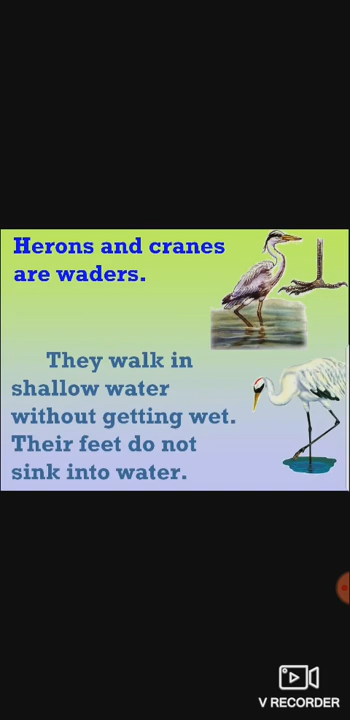 Herons and cranes
are waders.
They walk in
shallow water
without getting wet.
Their feet do not
sink into water.
V RECORDER